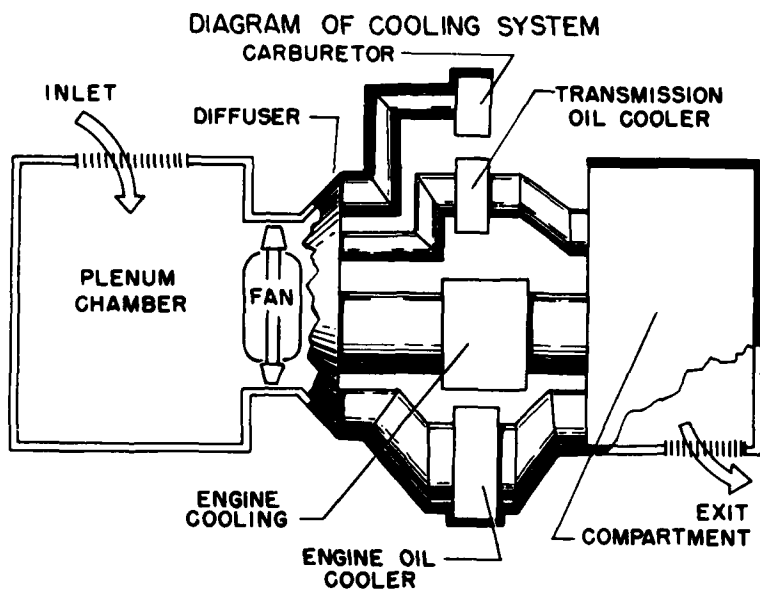 DIAGRAM OF COOLING SYSTEM
CARBURETOR
INLET
DIFFUSER
TRANSMISSION
OIL COOLER
PLENUM
CHAMBER
FAN
ENGINE
COOLING
ENGINE OIL
COOLER
EXIT
COMPARTMENT